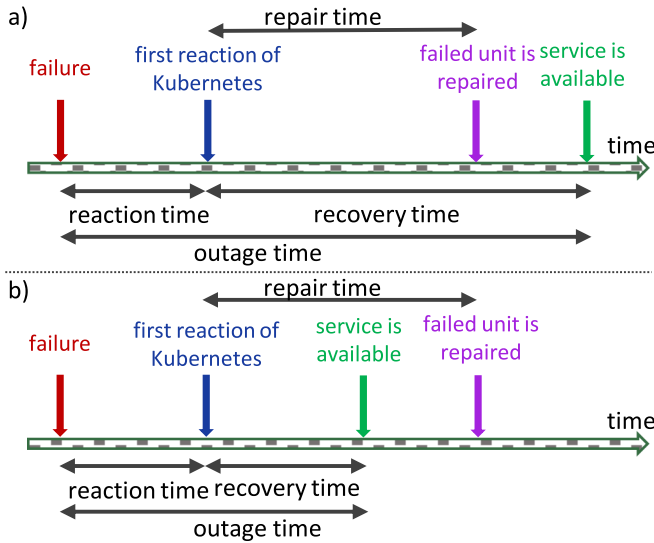 a)
repair time
failure
first reaction of
Kubernetes
failed unit is
repaired
service is
available
time
reaction time
recovery time
outage time
b)
repair time
failure
first reaction of
Kubernetes
service is
available
failed unit is
repaired
time
reaction time
recovery time
outage time